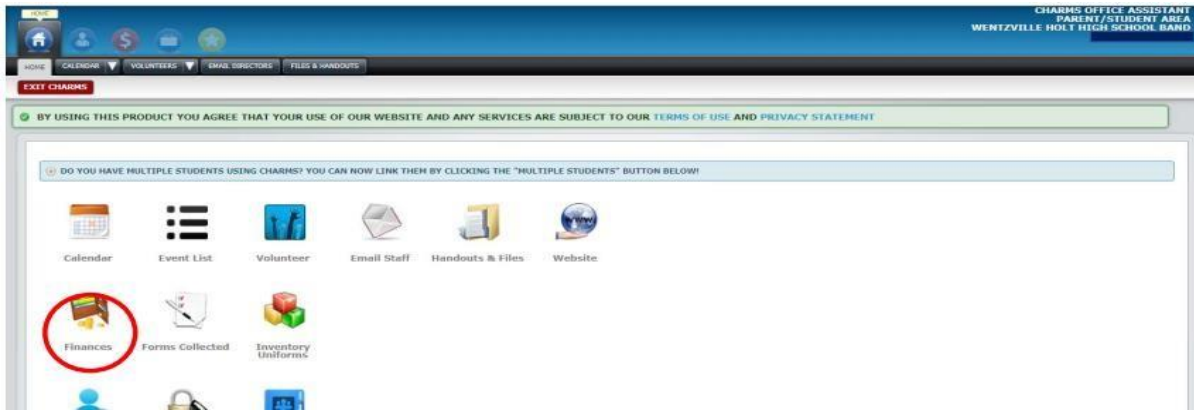 CHARMS OFFICE ASSISTANT
PARENT/STUDENT AREA
WENTZVILLE HOLT HIGH SCHOOL BAND
HOME
HOME
CALENDAR
VOLUNTEERS
EMAIL DIRECTORS
FILES & HANDOUTS
EXIT CHARMS
BY USING THIS PRODUCT YOU AGREE THAT YOUR USE OF OUR WEBSITE AND ANY SERVICES ARE SUBJECT TO OUR TERMS OF USE AND PRIVACY STATEMENT
DO YOU HAVE MULTIPLE STUDENTS USING CHARMS? YOU CAN NOW LINK THEM BY CLICKING THE "MULTIPLE STUDENTS" BUTTON BELOW!
WWW
Calendar
Event List
Volunteer
Email Staff
Handouts & Files
Website
Finances
Forms Collected
Inventory
Uniforms